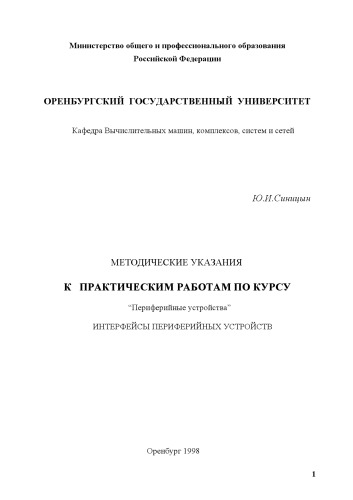 Министерство общего и профессионального образования
Российской Федерации
ОРЕНБУРГСКИЙ ГОСУДАРСТВЕННЫЙ УНИВЕРСИТЕТ
Кафедра Вычислительных машин, комплексов, систем и сетей
Ю.И.Синицын
МЕТОДИЧЕСКИЕ УКАЗАНИЯ
К ПРАКТИЧЕСКИМ РАБОТАМ ПО КУРСУ
“Периферийные устройства”
ИНТЕРФЕЙСЫ ПЕРИФЕРИЙНЫХ УСТРОЙСТВ
Оренбург 1998
1